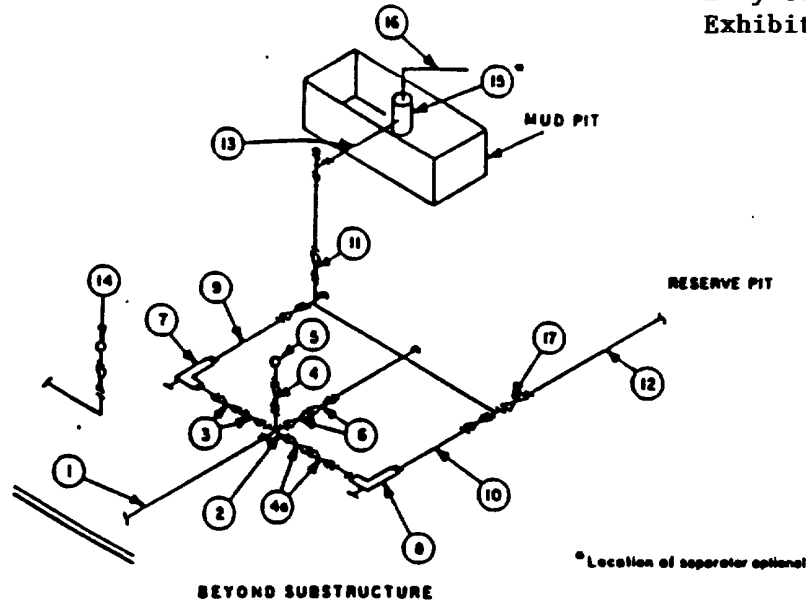 Exhibit
16
15*
MUD PIT
13
11
14
9
RESERVE PIT
5
17
7
4
12
3
6
1
2
4a
10
8
* Location of separator optional
BEYOND SUBSTRUCTURE